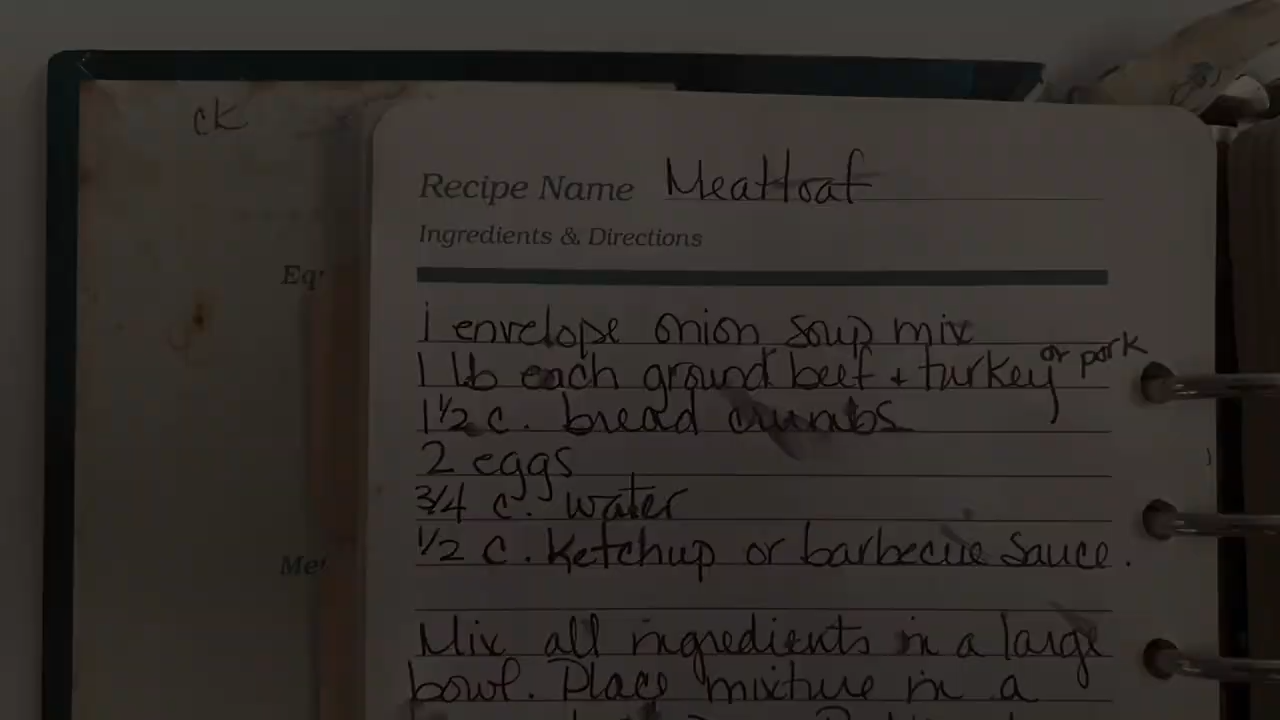 ck
Recipe Name Meatloaf
Ingredients & Directions
Eq
1 envelope onion soup mix
1 lb each ground beef + turkey or pork
1 1/2 c. bread crumbs
2 eggs
3/4 c. water
1/2 c. Ketchup or barbecue sauce.
Me
Mix all ingredients in a large
bowl. Place mixture in a